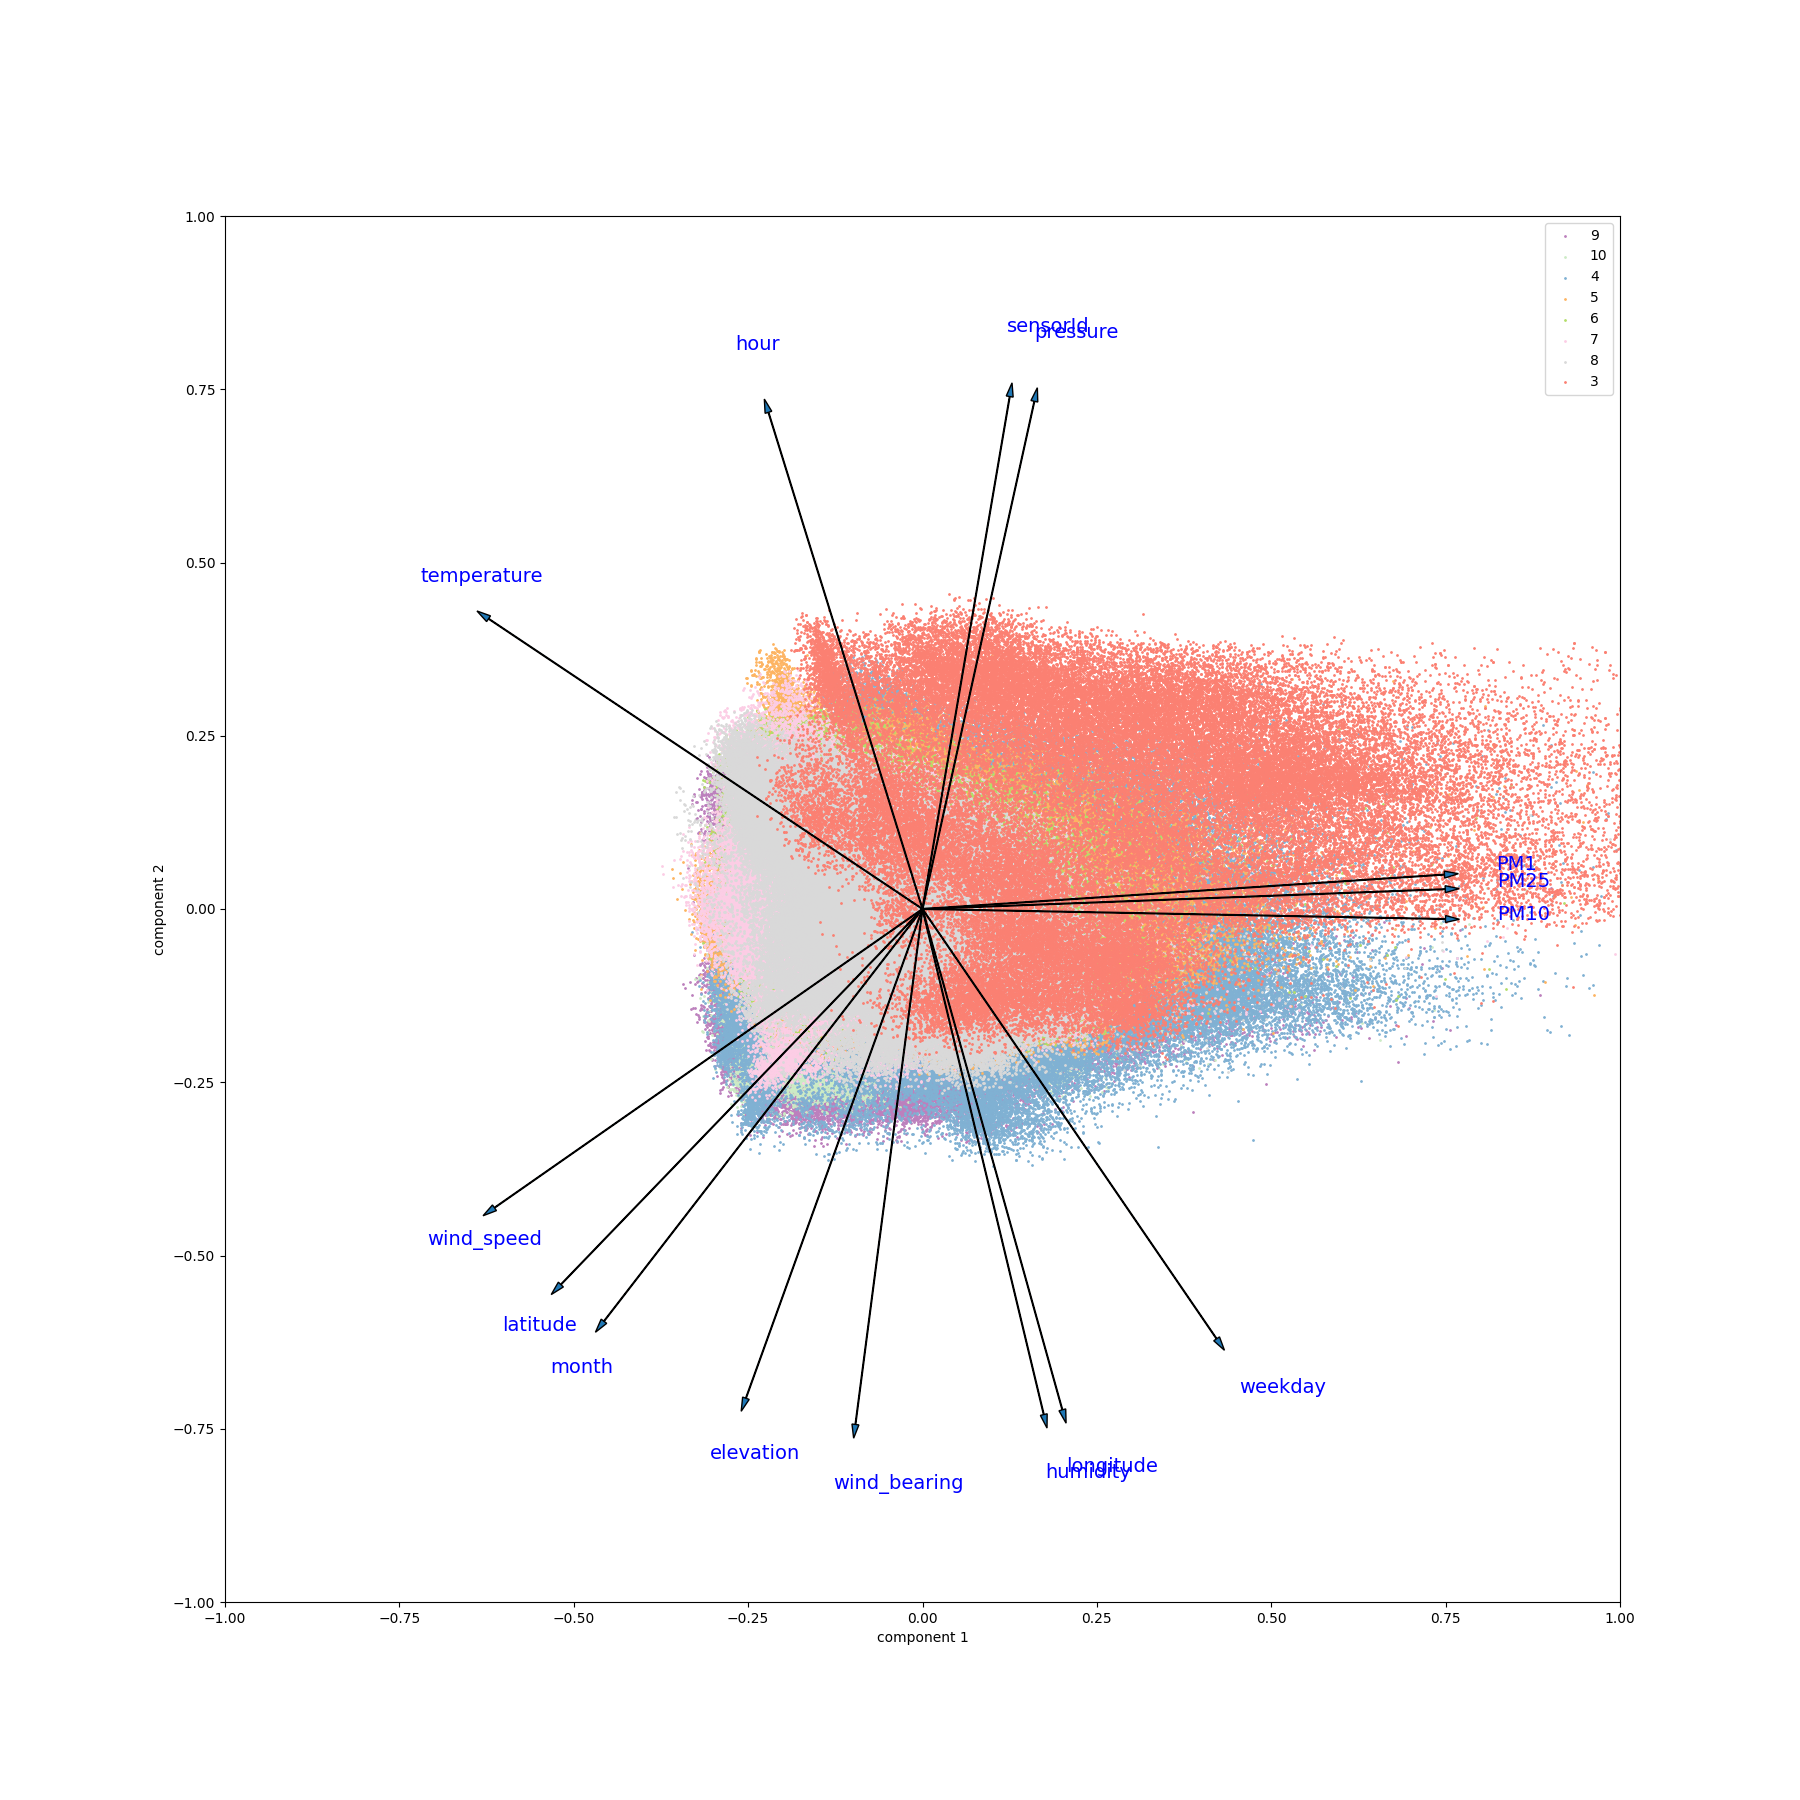 1.00
9
10
4
5
6
7
8
3
sensorId
pressure
hour
0.75
temperature
0.50
0.25
PM1
PM25
PM10
0.00
component 2
−0.25
wind_speed
−0.50
latitude
month
weekday
−0.75
elevation
longitude
humidity
wind_bearing
−1.00
−1.00 −0.75 −0.50 −0.25 0.00 0.25 0.50 0.75 1.00
component 1